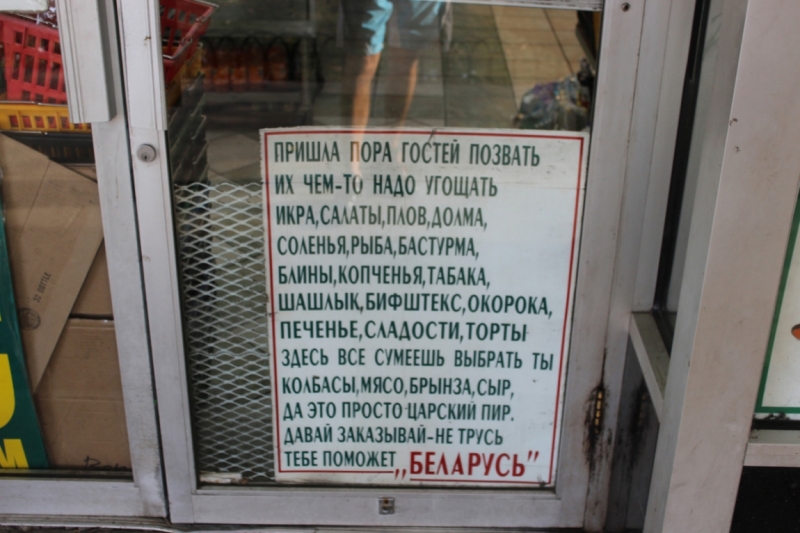 ПРИШЛА ПОРА ГОСТЕЙ ПОЗВАТЬ
ИХ ЧЕМ-ТО НАДО УГОЩАТЬ
ИКРА,САЛАТЫ,ПЛОВ,ДОЛМА,
СОЛЕНЬЯ,РЫБА,БАСТУРМА,
БЛИНЫ,КОПЧЕНЬЯ,ТАБАКА,
ШАШЛЫК,БИФШТЕКС,ОКОРОКА,
ПЕЧЕНЬЕ,СЛАДОСТИ,ТОРТЫ
ЗДЕСЬ ВСЕ СУМЕЕШЬ ВЫБРАТЬ ТЫ
КОЛБАСЫ,МЯСО,БРЫНЗА,СЫР,
ДА ЭТО ПРОСТО ЦАРСКИЙ ПИР.
ДАВАЙ ЗАКАЗЫВАЙ-НЕ ТРУСЬ
ТЕБЕ ПОМОЖЕТ „БЕЛАРУСЬ"